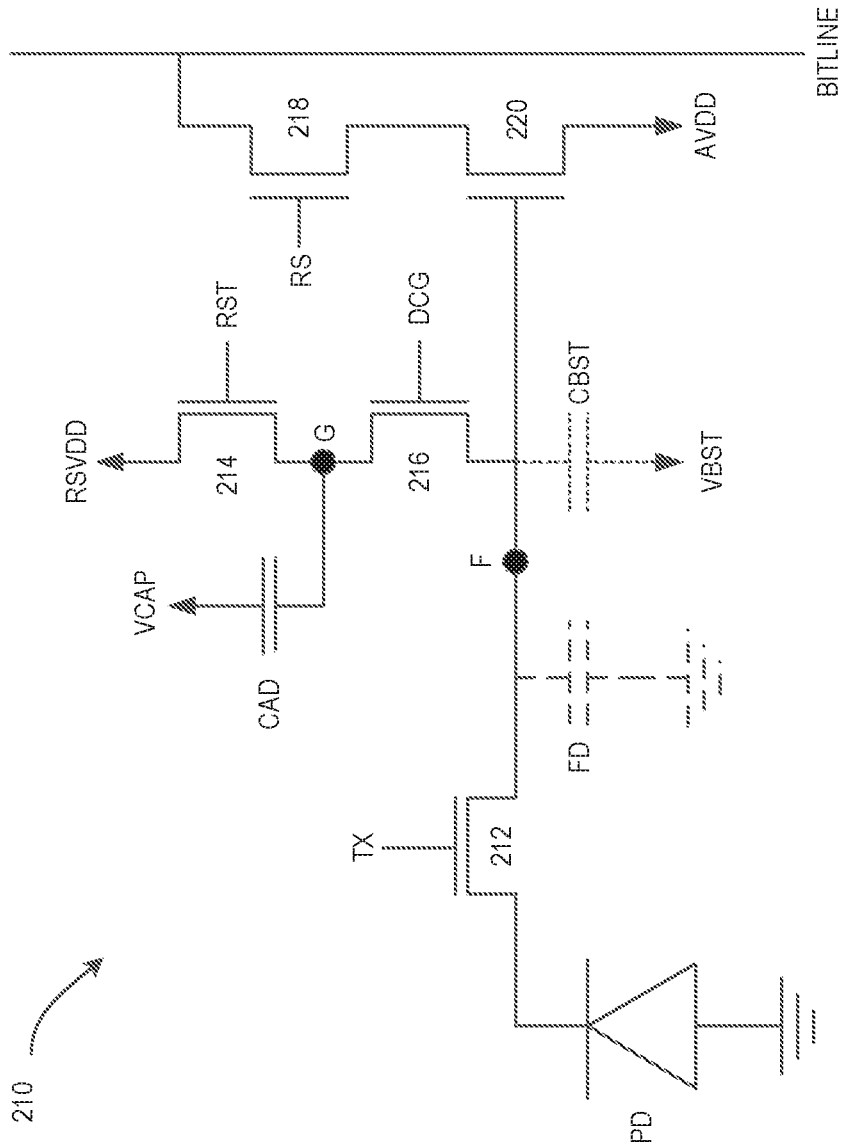 210
PD
TX
212
FD
F
CAD
VCAP
RSVDD
214
RST
G
216
DCG
CBST
VBST
RS
218
220
AVDD
BITLINE